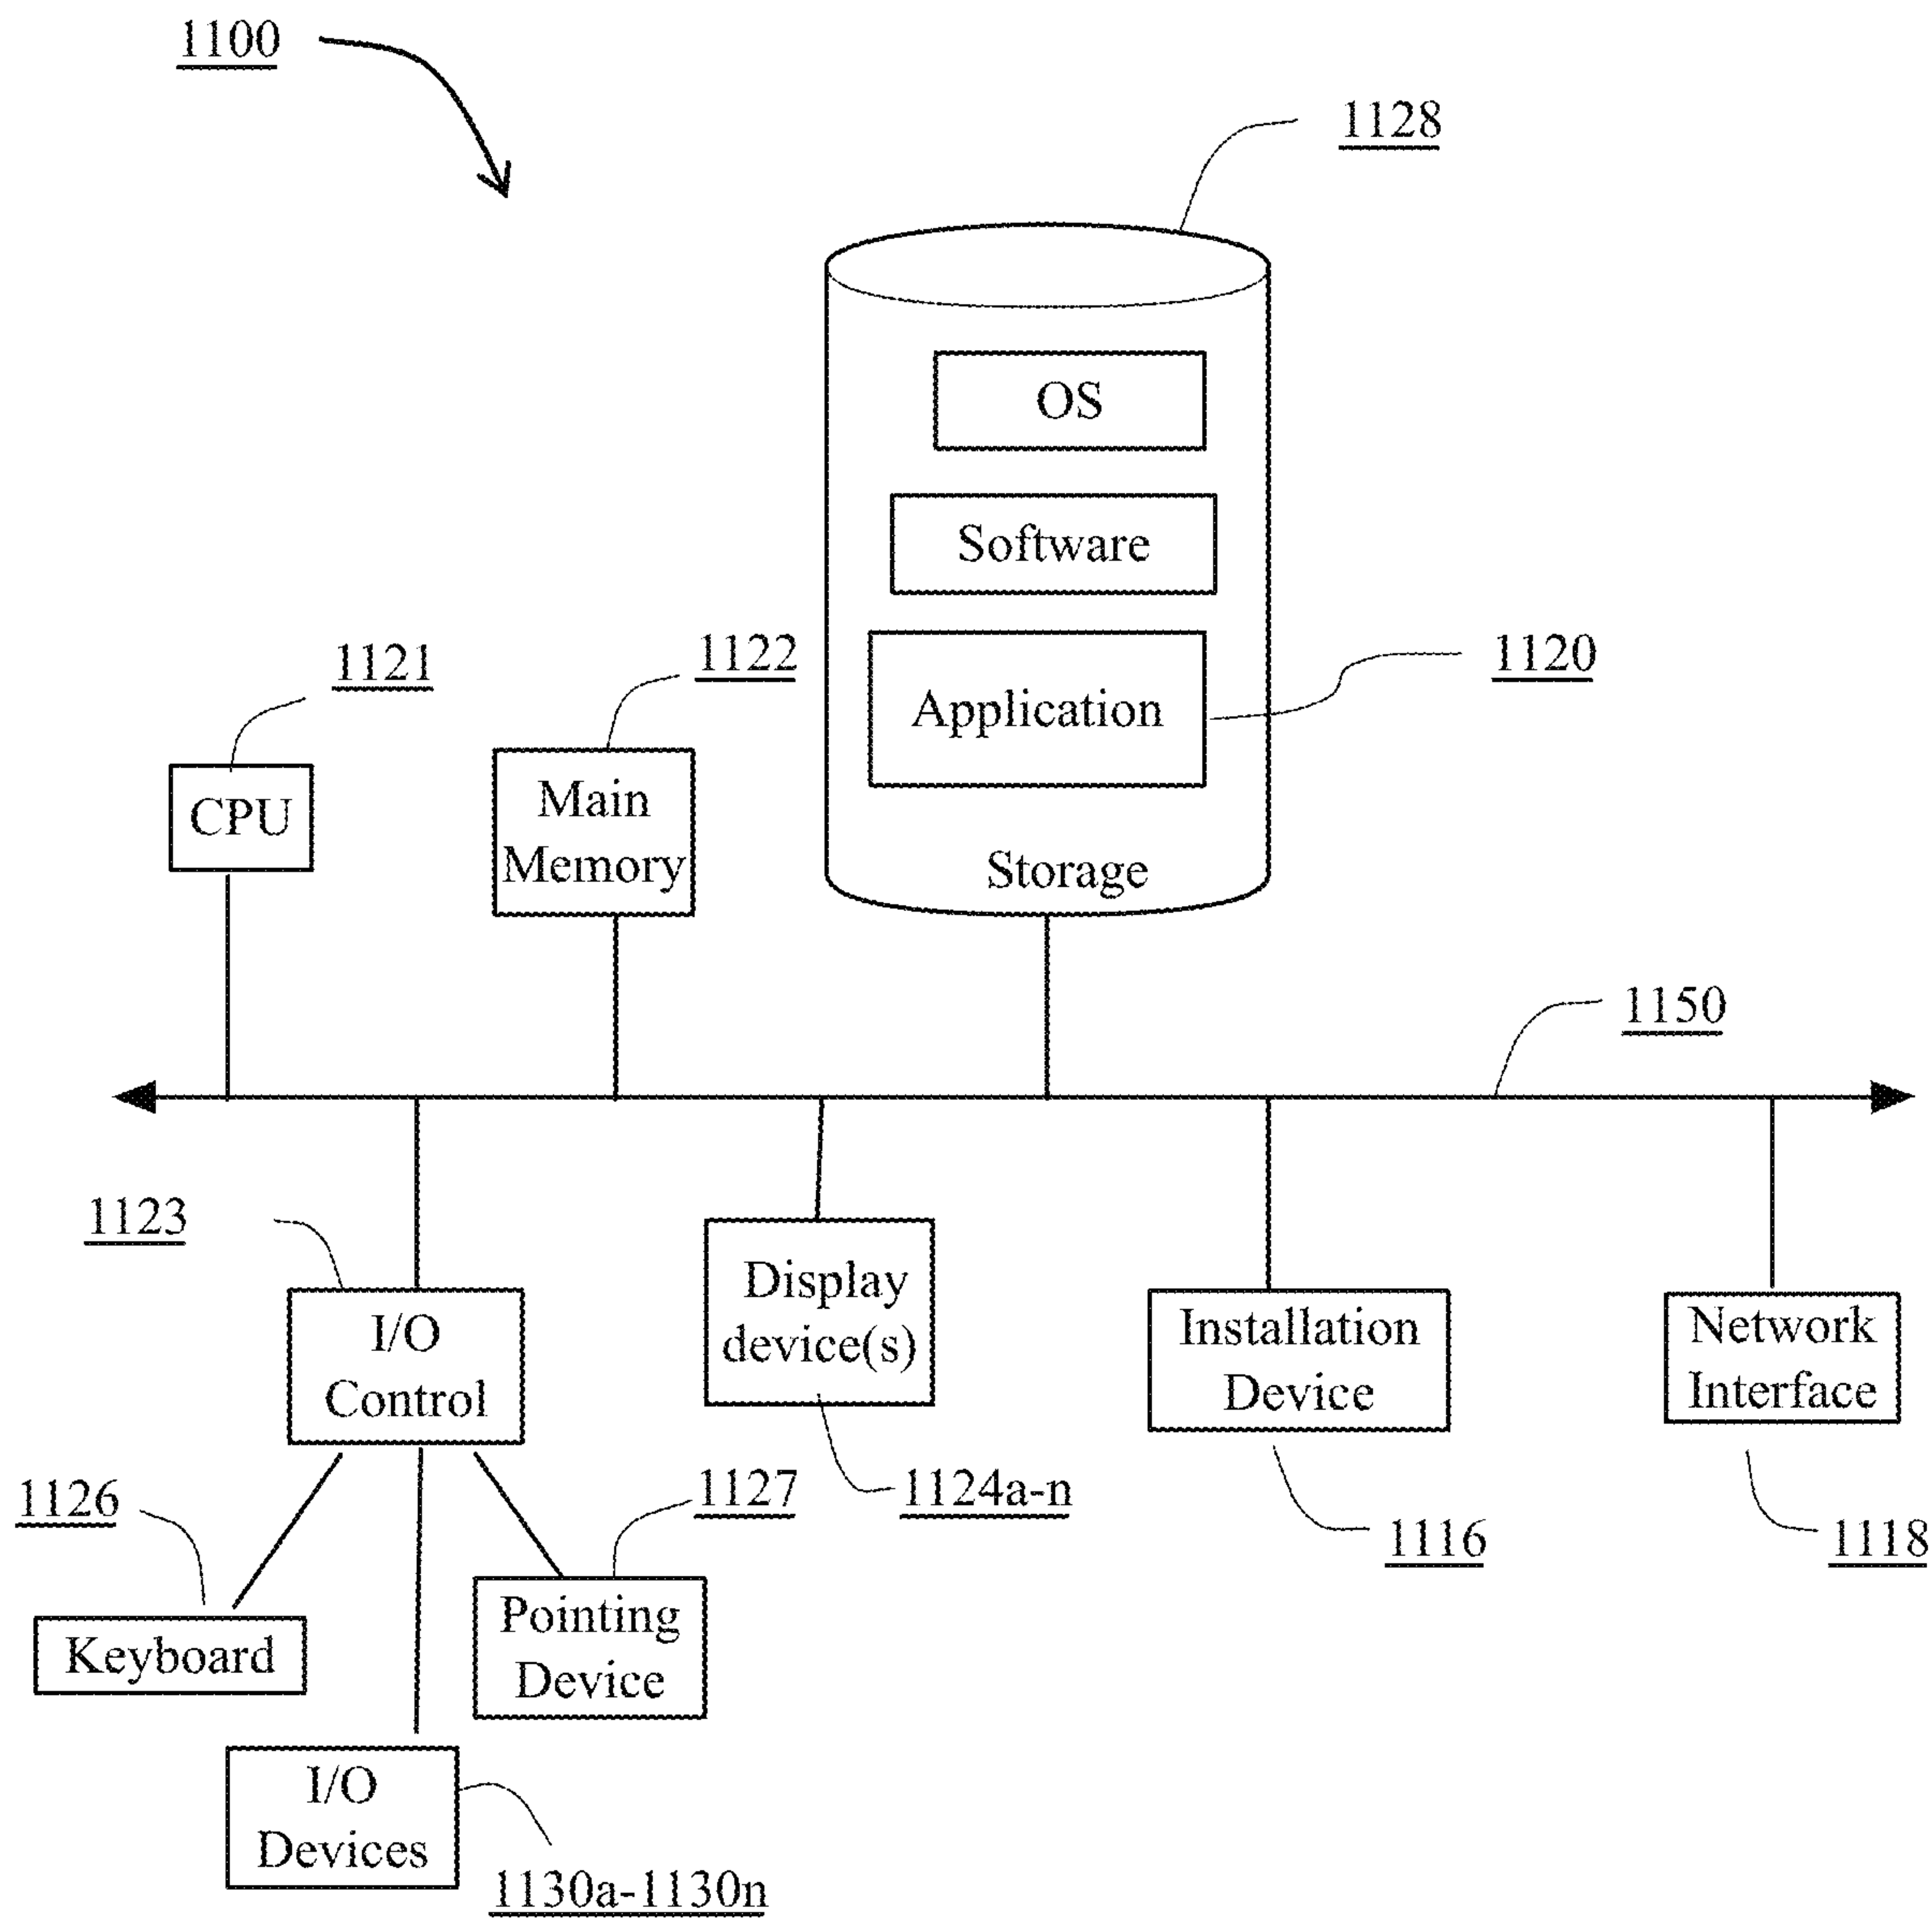 1100
1128
OS
Software
1121
1122
1120
Application
CPU
Main
Memory
Storage
1150
1123
Display
device(s)
I/O
Control
Installation
Device
Network
Interface
1126
1127
1124a-n
1116
1118
Keyboard
Pointing
Device
I/O
Devices
1130a-1130n